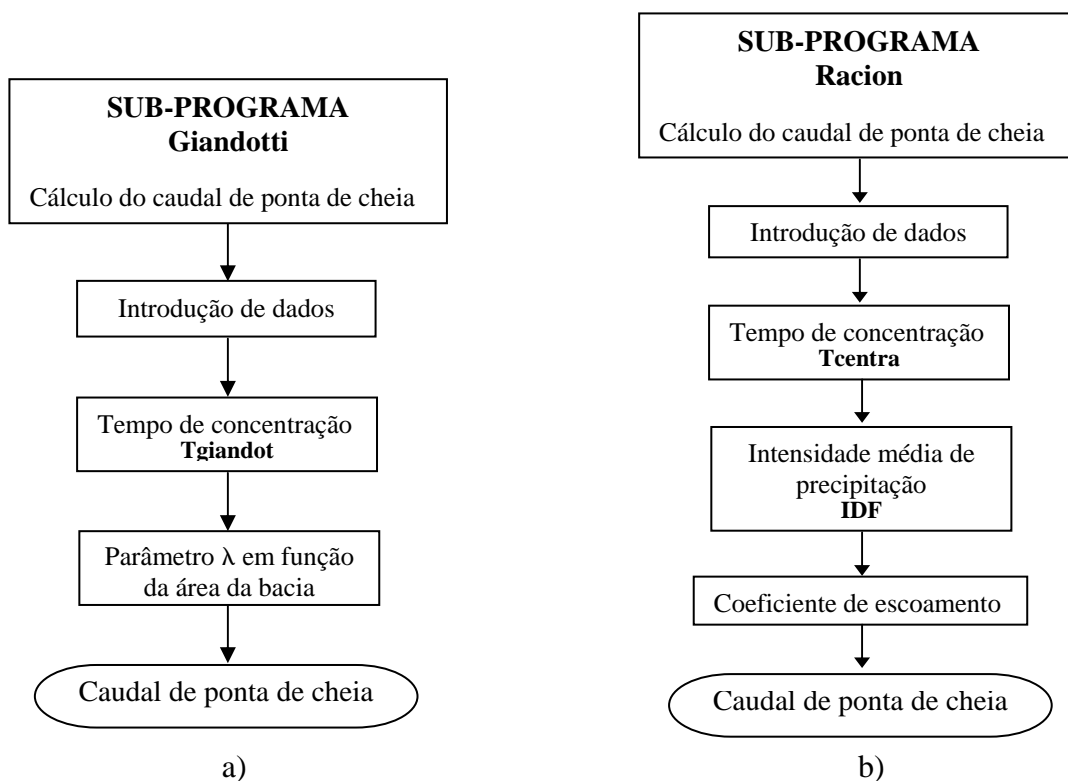 SUB-PROGRAMA
Giandotti
Cálculo do caudal de ponta de cheia
Introdução de dados
Tempo de concentração
Tgiandot
Parâmetro λ em função
da área da bacia
Caudal de ponta de cheia
a)
SUB-PROGRAMA
Racion
Cálculo do caudal de ponta de cheia
Introdução de dados
Tempo de concentração
Tcentra
Intensidade média de
precipitação
IDF
Coeficiente de escoamento
Caudal de ponta de cheia
b)